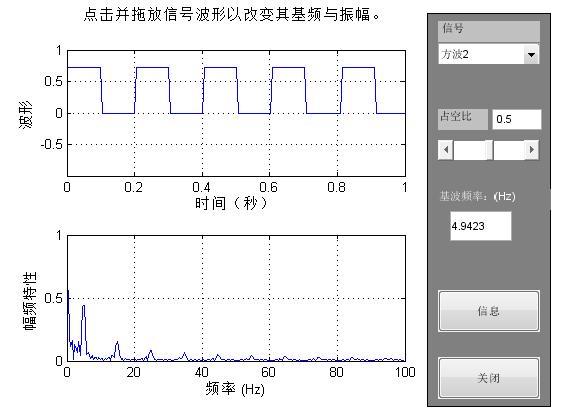 点击并拖放信号波形以改变其基频与振幅。
信号
方波2
占空比
0.5
基波频率：(Hz)
4.9423
信息
关闭
波形
1
0.5
0
-0.5
0 0.2 0.4 0.6 0.8 1
时间（秒）
幅频特性
1
0.5
0
0 20 40 60 80 100
频率 (Hz)